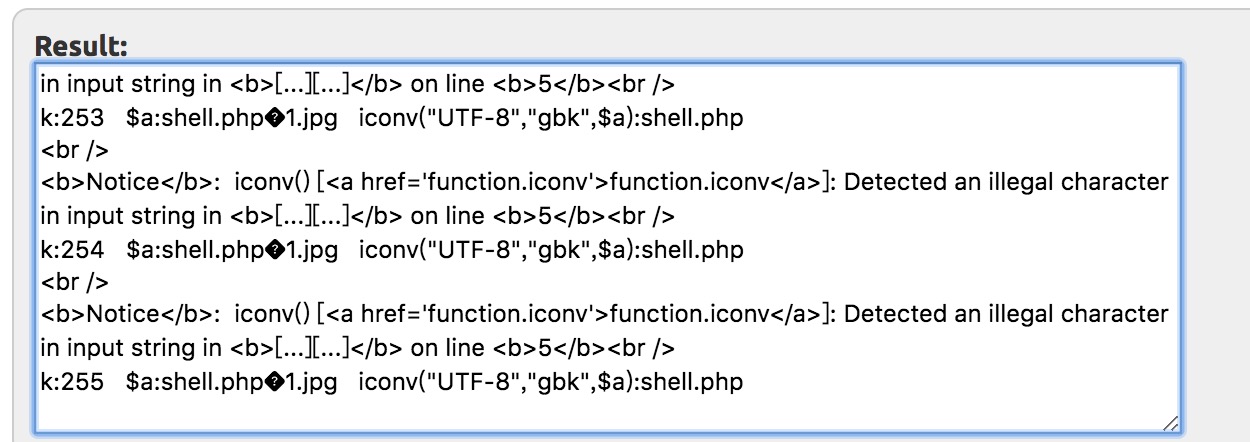 Result:
in input string in <b>[...][...]</b> on line <b>5</b><br />
k:253   $a:shell.php�1.jpg   iconv("UTF-8","gbk",$a):shell.php
<br />
<b>Notice</b>:  iconv() [<a href='function.iconv'>function.iconv</a>]: Detected an illegal character
in input string in <b>[...][...]</b> on line <b>5</b><br />
k:254   $a:shell.php�1.jpg   iconv("UTF-8","gbk",$a):shell.php
<br />
<b>Notice</b>:  iconv() [<a href='function.iconv'>function.iconv</a>]: Detected an illegal character
in input string in <b>[...][...]</b> on line <b>5</b><br />
k:255   $a:shell.php�1.jpg   iconv("UTF-8","gbk",$a):shell.php